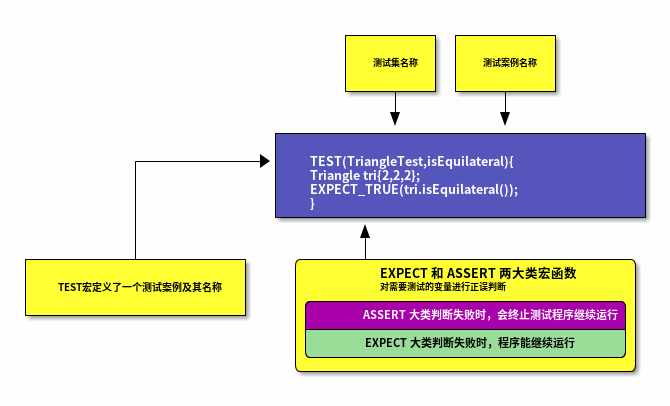 测试集名称
测试案例名称
TEST(TriangleTest,isEquilateral){
Triangle tri{2,2,2};
EXPECT_TRUE(tri.isEquilateral());
}
TEST宏定义了一个测试案例及其名称
EXPECT 和 ASSERT 两大类宏函数
对需要测试的变量进行正误判断
ASSERT 大类判断失败时，会终止测试程序继续运行
EXPECT 大类判断失败时，程序能继续运行